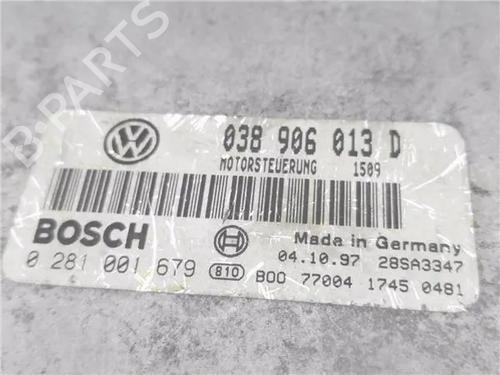 B-PARTS
038 906 013 D
MOTORSTEUERUNG 1509
BOSCH
Made in Germany
04.10.97 28SA3347
0 281 001 679 810 BOO 77004 1745 0481